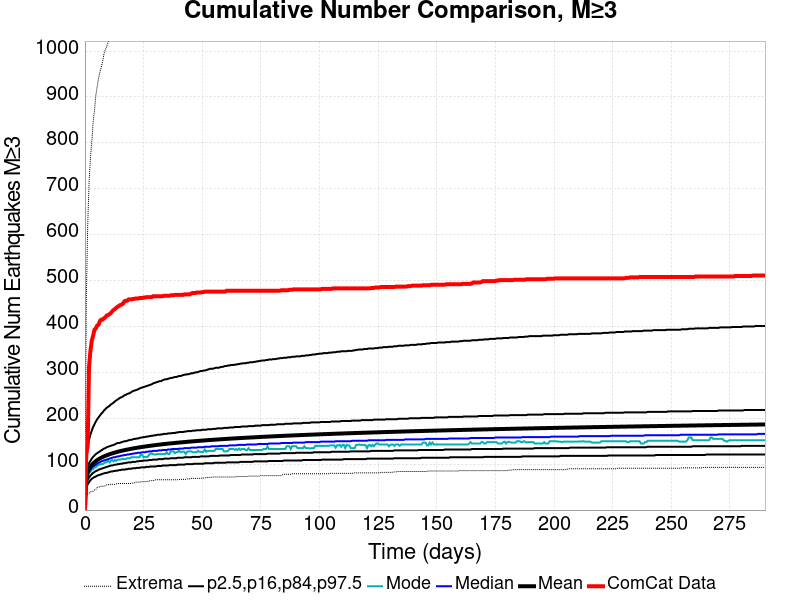 Cumulative Number Comparison, M≥3
Cumulative Num Earthquakes M≥3
1000
900
800
700
600
500
400
300
200
100
0
0 25 50 75 100 125 150 175 200 225 250 275
Time (days)
Extrema p2.5,p16,p84,p97.5 Mode Median Mean ComCat Data